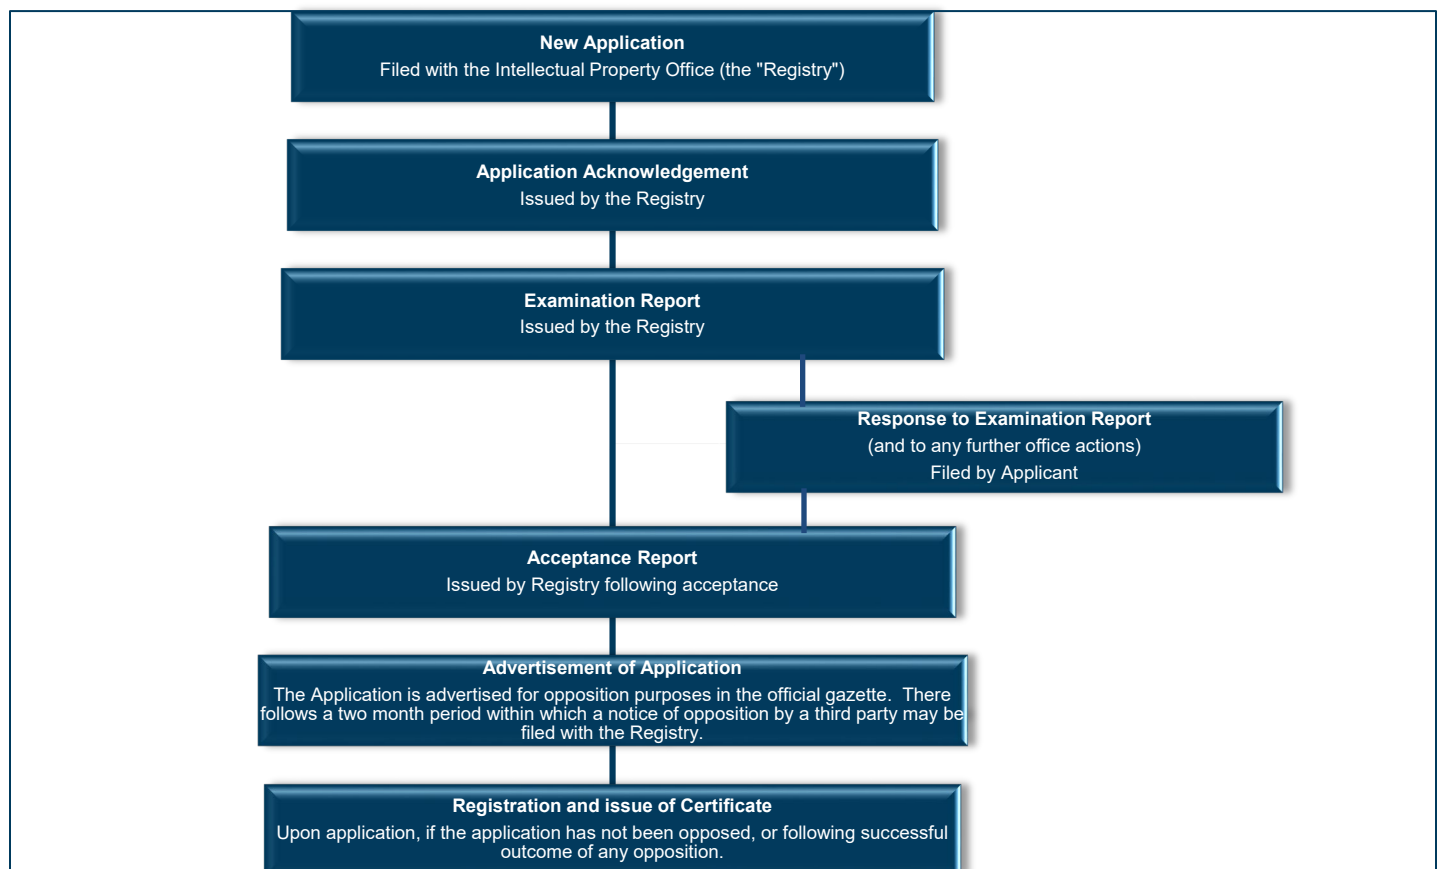 New Application
Filed with the Intellectual Property Office (the "Registry")
Application Acknowledgement
Issued by the Registry
Examination Report
Issued by the Registry
Response to Examination Report
(and to any further office actions)
Filed by Applicant
Acceptance Report
Issued by Registry following acceptance
Advertisement of Application
The Application is advertised for opposition purposes in the official gazette.  There
follows a two month period within which a notice of opposition by a third party may be
filed with the Registry.
Registration and issue of Certificate
Upon application, if the application has not been opposed, or following successful
outcome of any opposition.